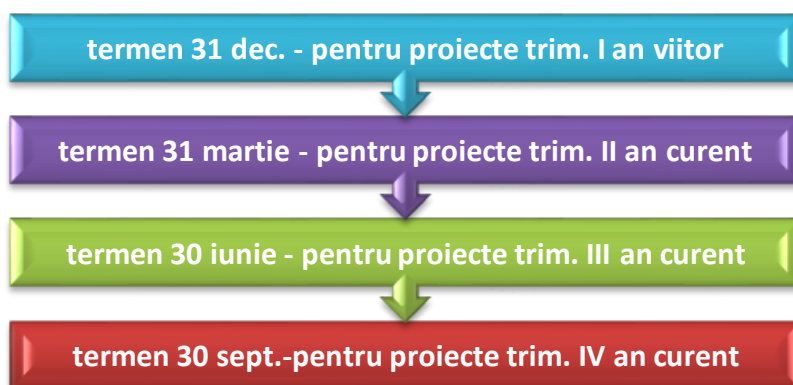 termen 31 dec. - pentru proiecte trim. I an viitor
termen 31 martie - pentru proiecte trim. II an curent
termen 30 iunie - pentru proiecte trim. III an curent
termen 30 sept.-pentru proiecte trim. IV an curent